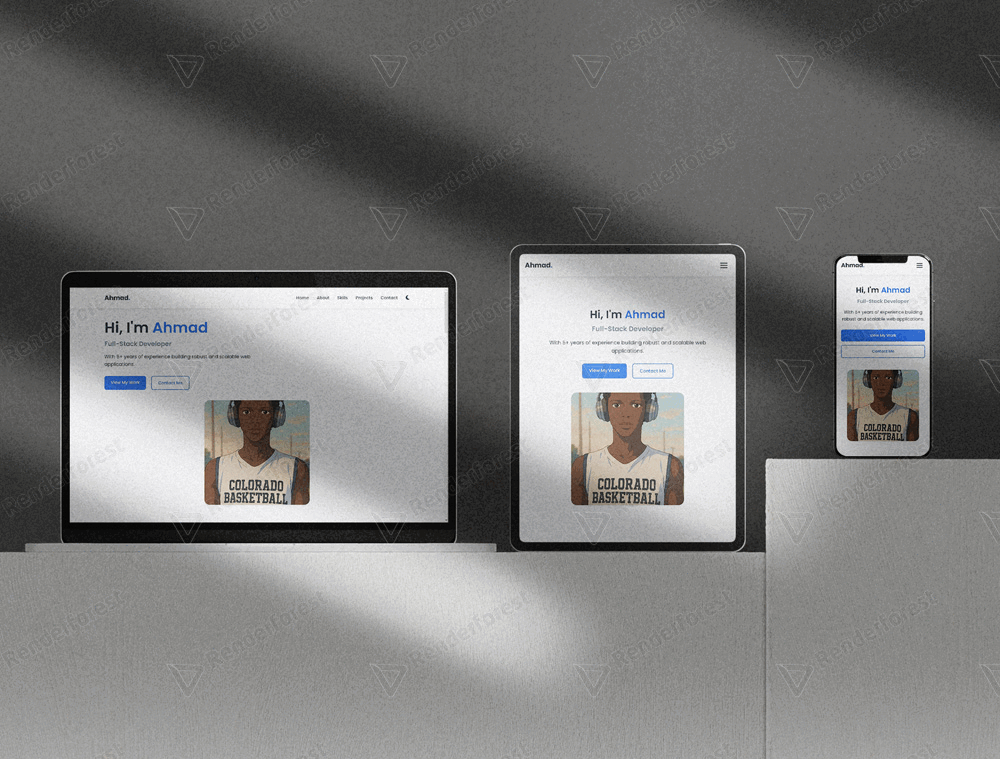 Ahmad.
Home About Skills Projects Contact
Hi, I'm Ahmad
Full-Stack Developer
With 5+ years of experience building robust and scalable web
applications.
View My Work Contact Me
COLORADO
BASKETBALL
Ahmad.
Hi, I'm Ahmad
Full-Stack Developer
With 5+ years of experience building robust and scalable web
applications.
View My Work Contact Me
COLORADO
BASKETBALL
Ahmad.
Hi, I'm Ahmad
Full-Stack Developer
With 5+ years of experience building
robust and scalable web applications.
View My Work
Contact Me
COLORADO
BASKETBALL
Renderforest